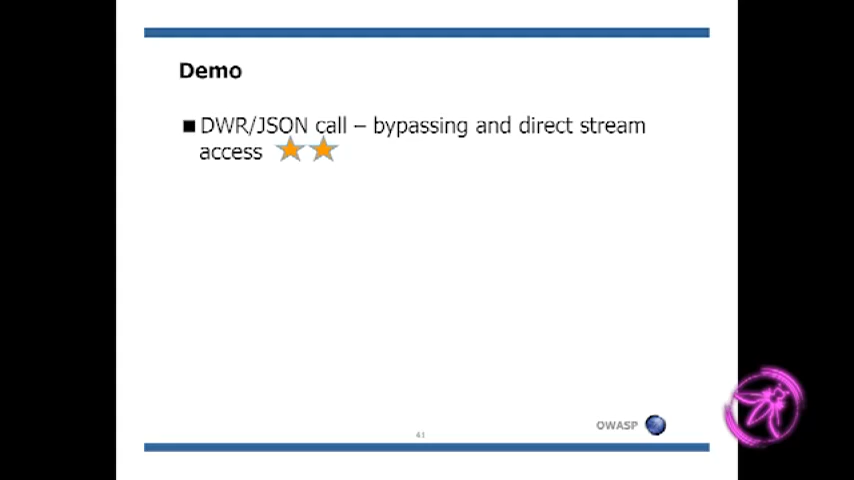 Demo
DWR/JSON call – bypassing and direct stream
access
OWASP
41